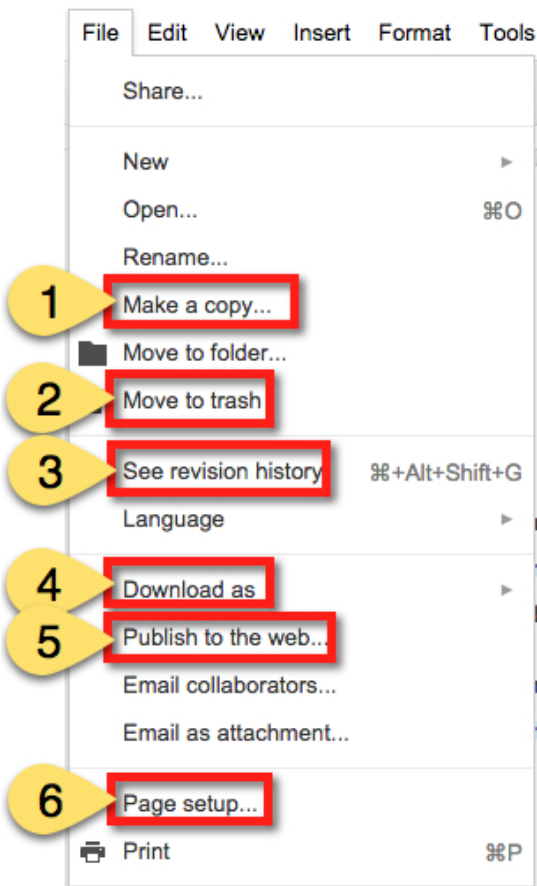 File Edit View Insert Format Tools
Share...
New
Open... ⌘O
Rename...
1 Make a copy...
Move to folder...
2 Move to trash
3 See revision history ⌘+Alt+Shift+G
Language
4 Download as
5 Publish to the web...
Email collaborators...
Email as attachment...
6 Page setup...
Print ⌘P